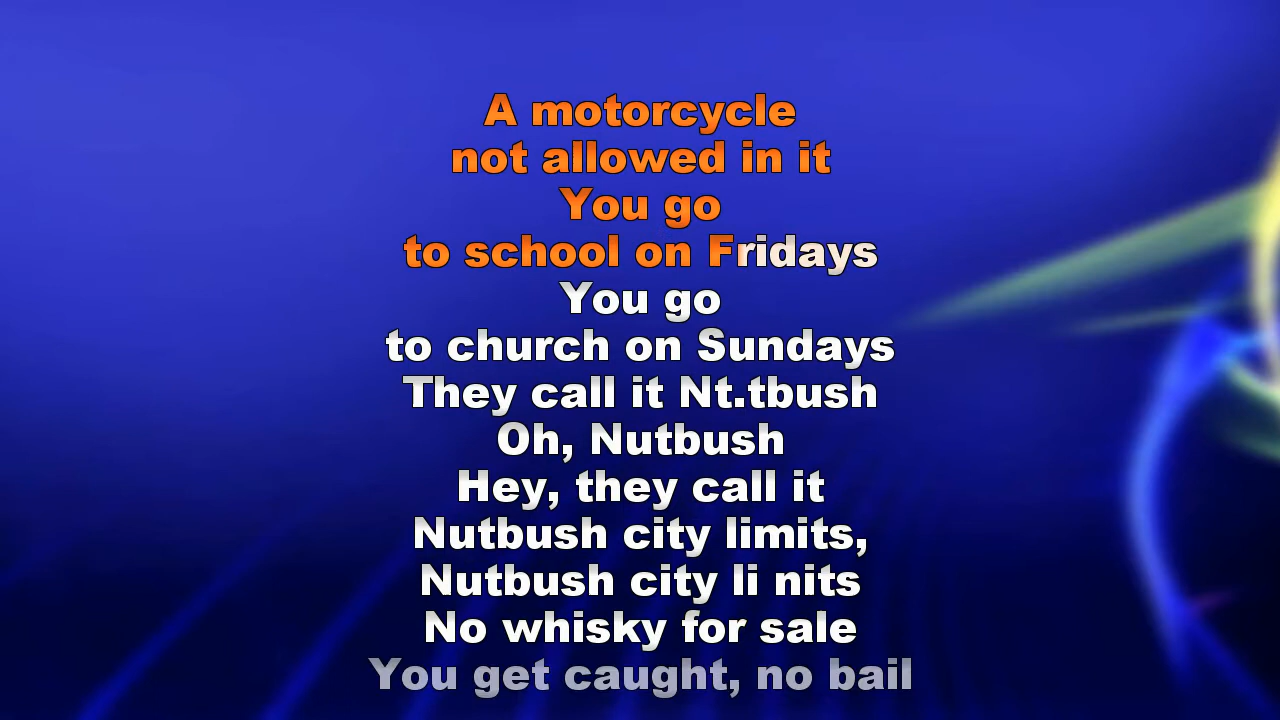 A motorcycle
not allowed in it
You go
to school on Fridays
You go
to church on Sundays
They call it Nt.tbush
Oh, Nutbush
Hey, they call it
Nutbush city limits,
Nutbush city li nits
No whisky for sale
You get caught, no bail